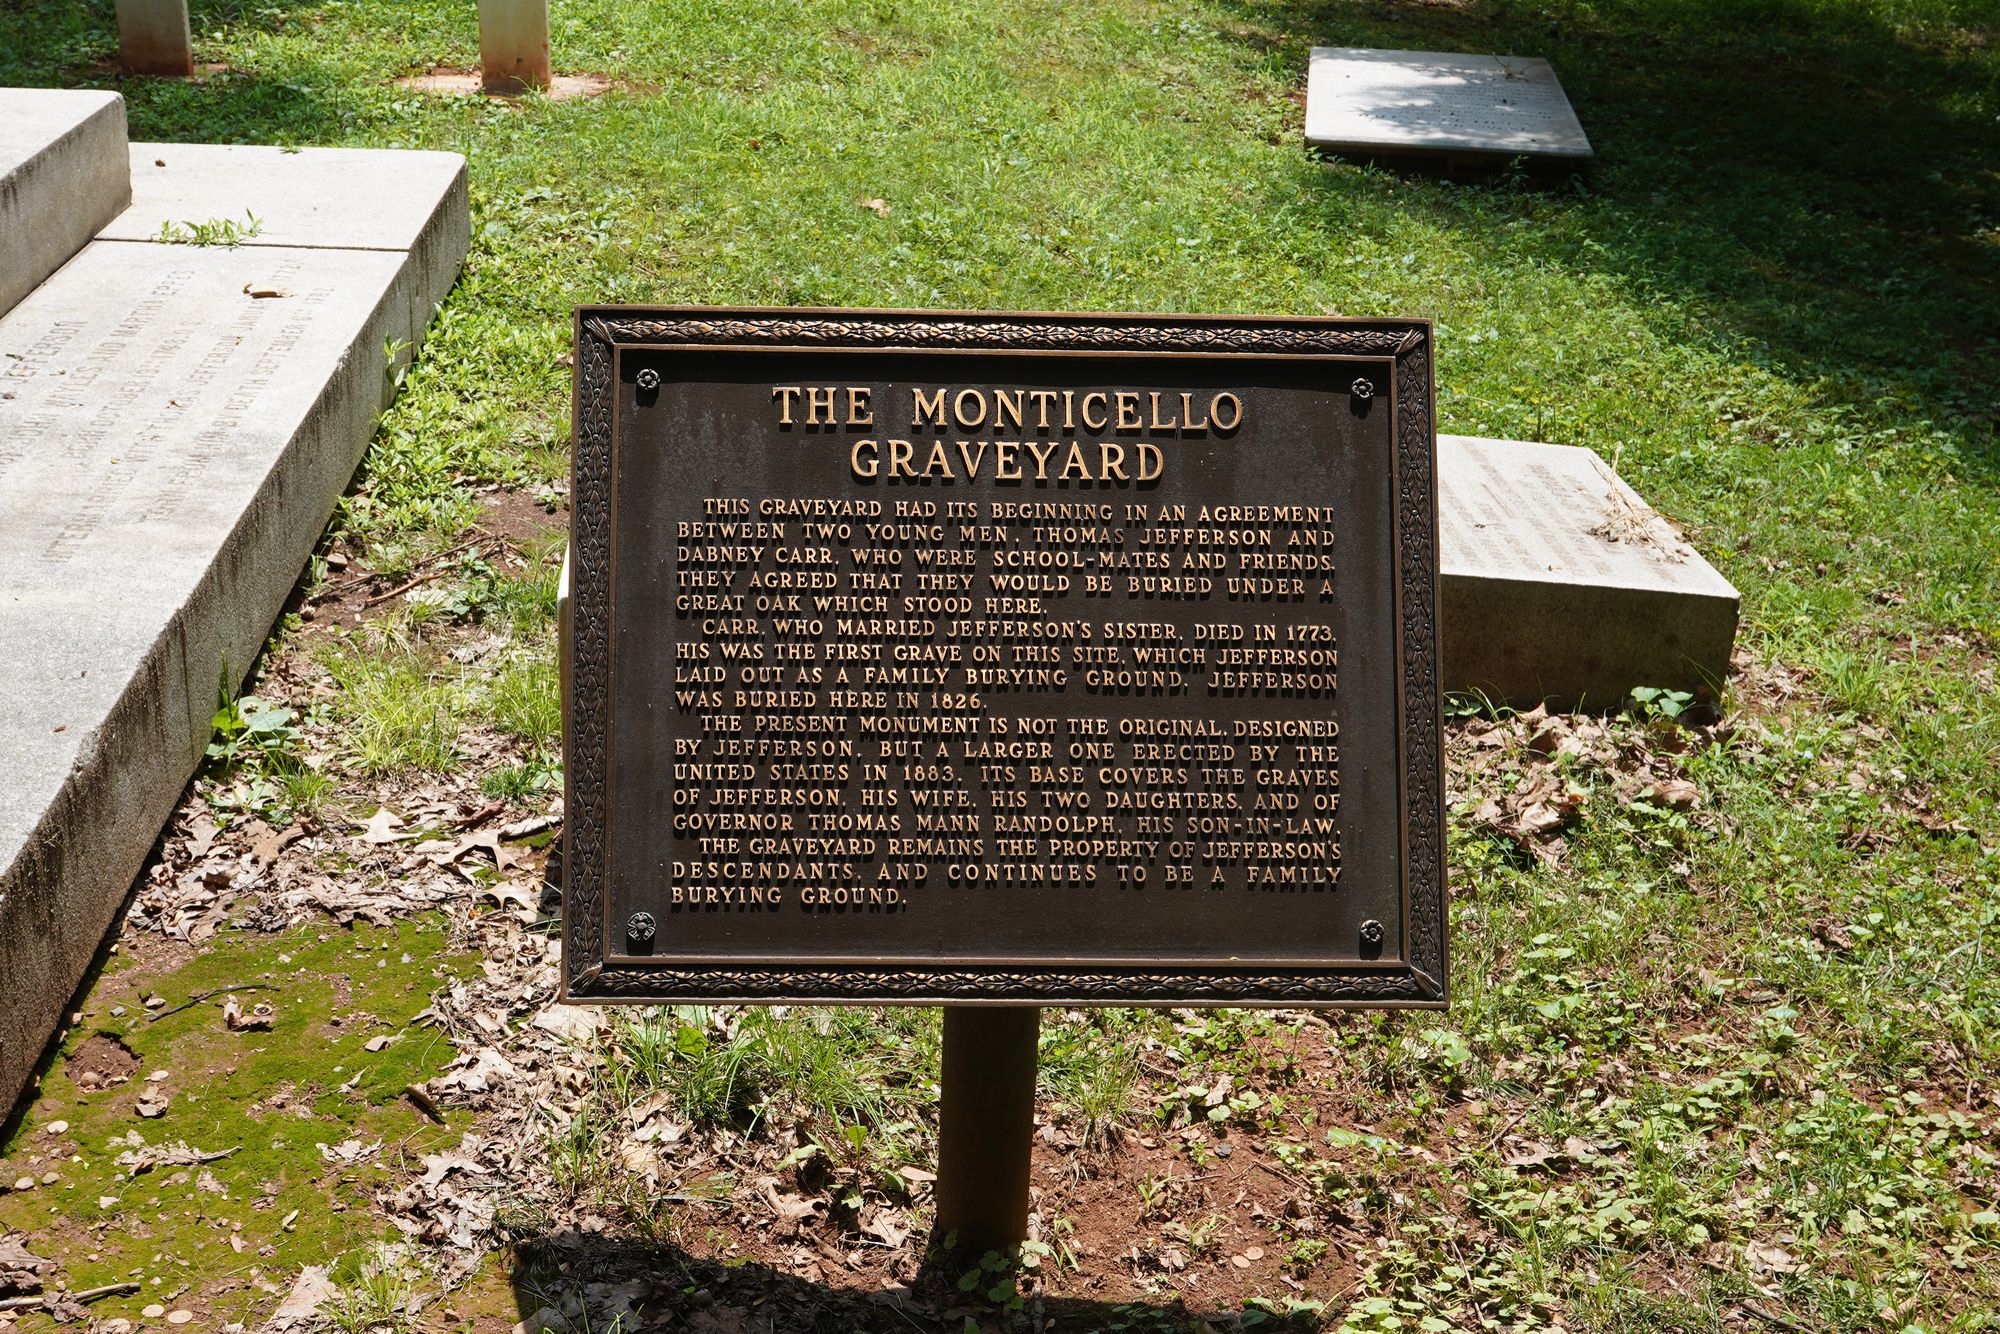 THE MONTICELLO
GRAVEYARD
THIS GRAVEYARD HAD ITS BEGINNING IN AN AGREEMENT
BETWEEN TWO YOUNG MEN, THOMAS JEFFERSON AND
DABNEY CARR, WHO WERE SCHOOL-MATES AND FRIENDS.
THEY AGREED THAT THEY WOULD BE BURIED UNDER A
GREAT OAK WHICH STOOD HERE.
CARR, WHO MARRIED JEFFERSON'S SISTER, DIED IN 1773.
HIS WAS THE FIRST GRAVE ON THIS SITE, WHICH JEFFERSON
LAID OUT AS A FAMILY BURYING GROUND. JEFFERSON
WAS BURIED HERE IN 1826.
THE PRESENT MONUMENT IS NOT THE ORIGINAL, DESIGNED
BY JEFFERSON, BUT A LARGER ONE ERECTED BY THE
UNITED STATES IN 1883. ITS BASE COVERS THE GRAVES
OF JEFFERSON, HIS WIFE, HIS TWO DAUGHTERS, AND OF
GOVERNOR THOMAS MANN RANDOLPH, HIS SON-IN-LAW.
THE GRAVEYARD REMAINS THE PROPERTY OF JEFFERSON'S
DESCENDANTS, AND CONTINUES TO BE A FAMILY
BURYING GROUND.